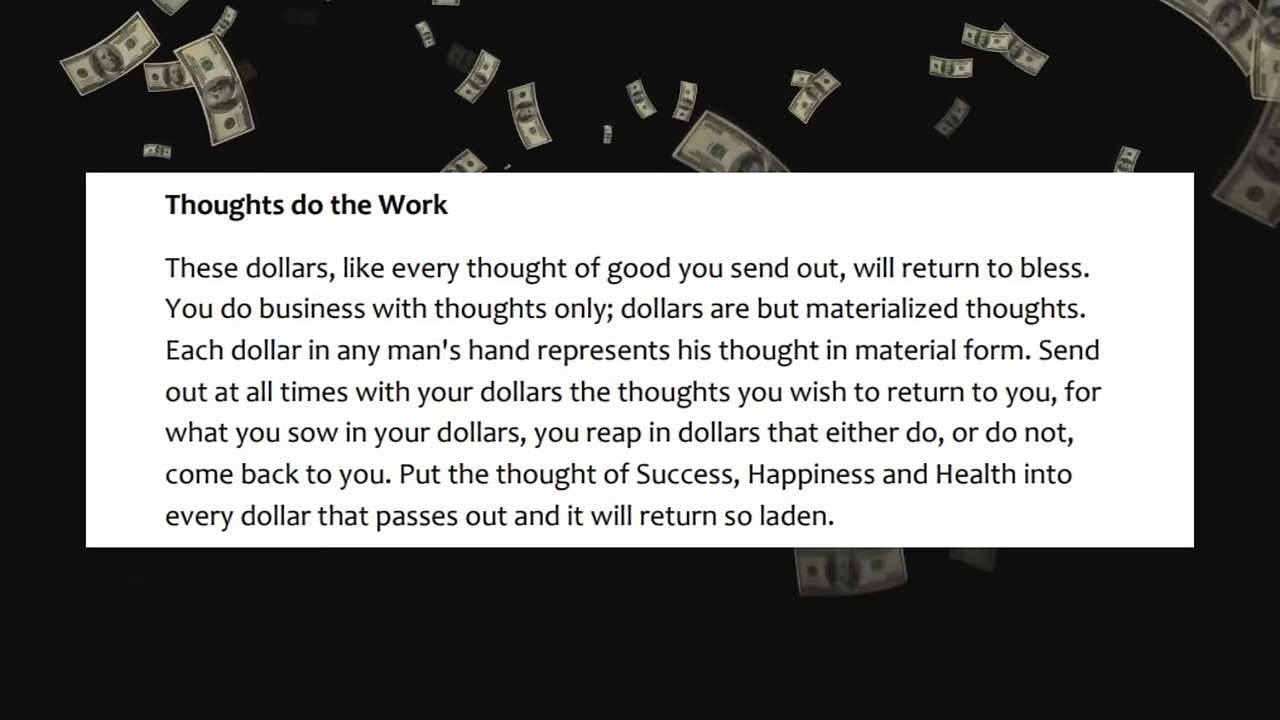 Thoughts do the Work
These dollars, like every thought of good you send out, will return to bless.
You do business with thoughts only; dollars are but materialized thoughts.
Each dollar in any man's hand represents his thought in material form. Send
out at all times with your dollars the thoughts you wish to return to you, for
what you sow in your dollars, you reap in dollars that either do, or do not,
come back to you. Put the thought of Success, Happiness and Health into
every dollar that passes out and it will return so laden.